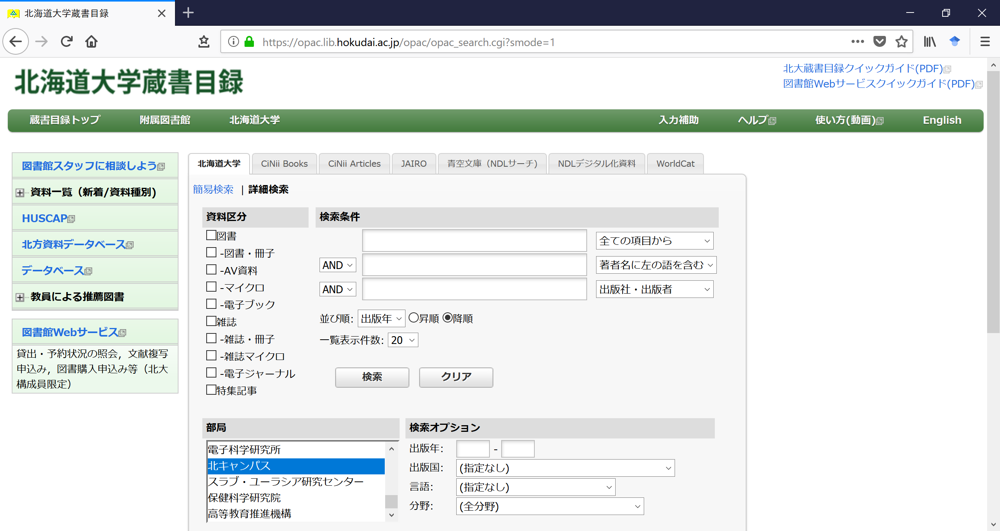 北海道大学蔵書目録
https://opac.lib.hokudai.ac.jp/opac/opac_search.cgi?smode=1
北海道大学蔵書目録
北大蔵書目録クイックガイド(PDF)
図書館Webサービスクイックガイド(PDF)
蔵書目録トップ 附属図書館 北海道大学 入力補助 ヘルプ 使い方(動画) English
図書館スタッフに相談しよう
資料一覧（新着/資料種別)
HUSCAP
北方資料データベース
データベース
教員による推薦図書
図書館Webサービス
貸出・予約状況の照会，文献複写
申込み，図書購入申込み等（北大
構成員限定）
北海道大学 CiNii Books CiNii Articles JAIRO 青空文庫（NDLサーチ） NDLデジタル化資料 WorldCat
簡易検索 | 詳細検索
資料区分
図書
-図書・冊子
-AV資料
-マイクロ
-電子ブック
雑誌
-雑誌・冊子
-雑誌マイクロ
-電子ジャーナル
特集記事
検索条件
全ての項目から
AND 著者名に左の語を含む
AND 出版社・出版者
並び順: 出版年 昇順 降順
一覧表示件数: 20
検索 クリア
部局
電子科学研究所
北キャンパス
スラブ・ユーラシア研究センター
保健科学研究院
高等教育推進機構
検索オプション
出版年: -
出版国: (指定なし)
言語: (指定なし)
分野: (全分野)